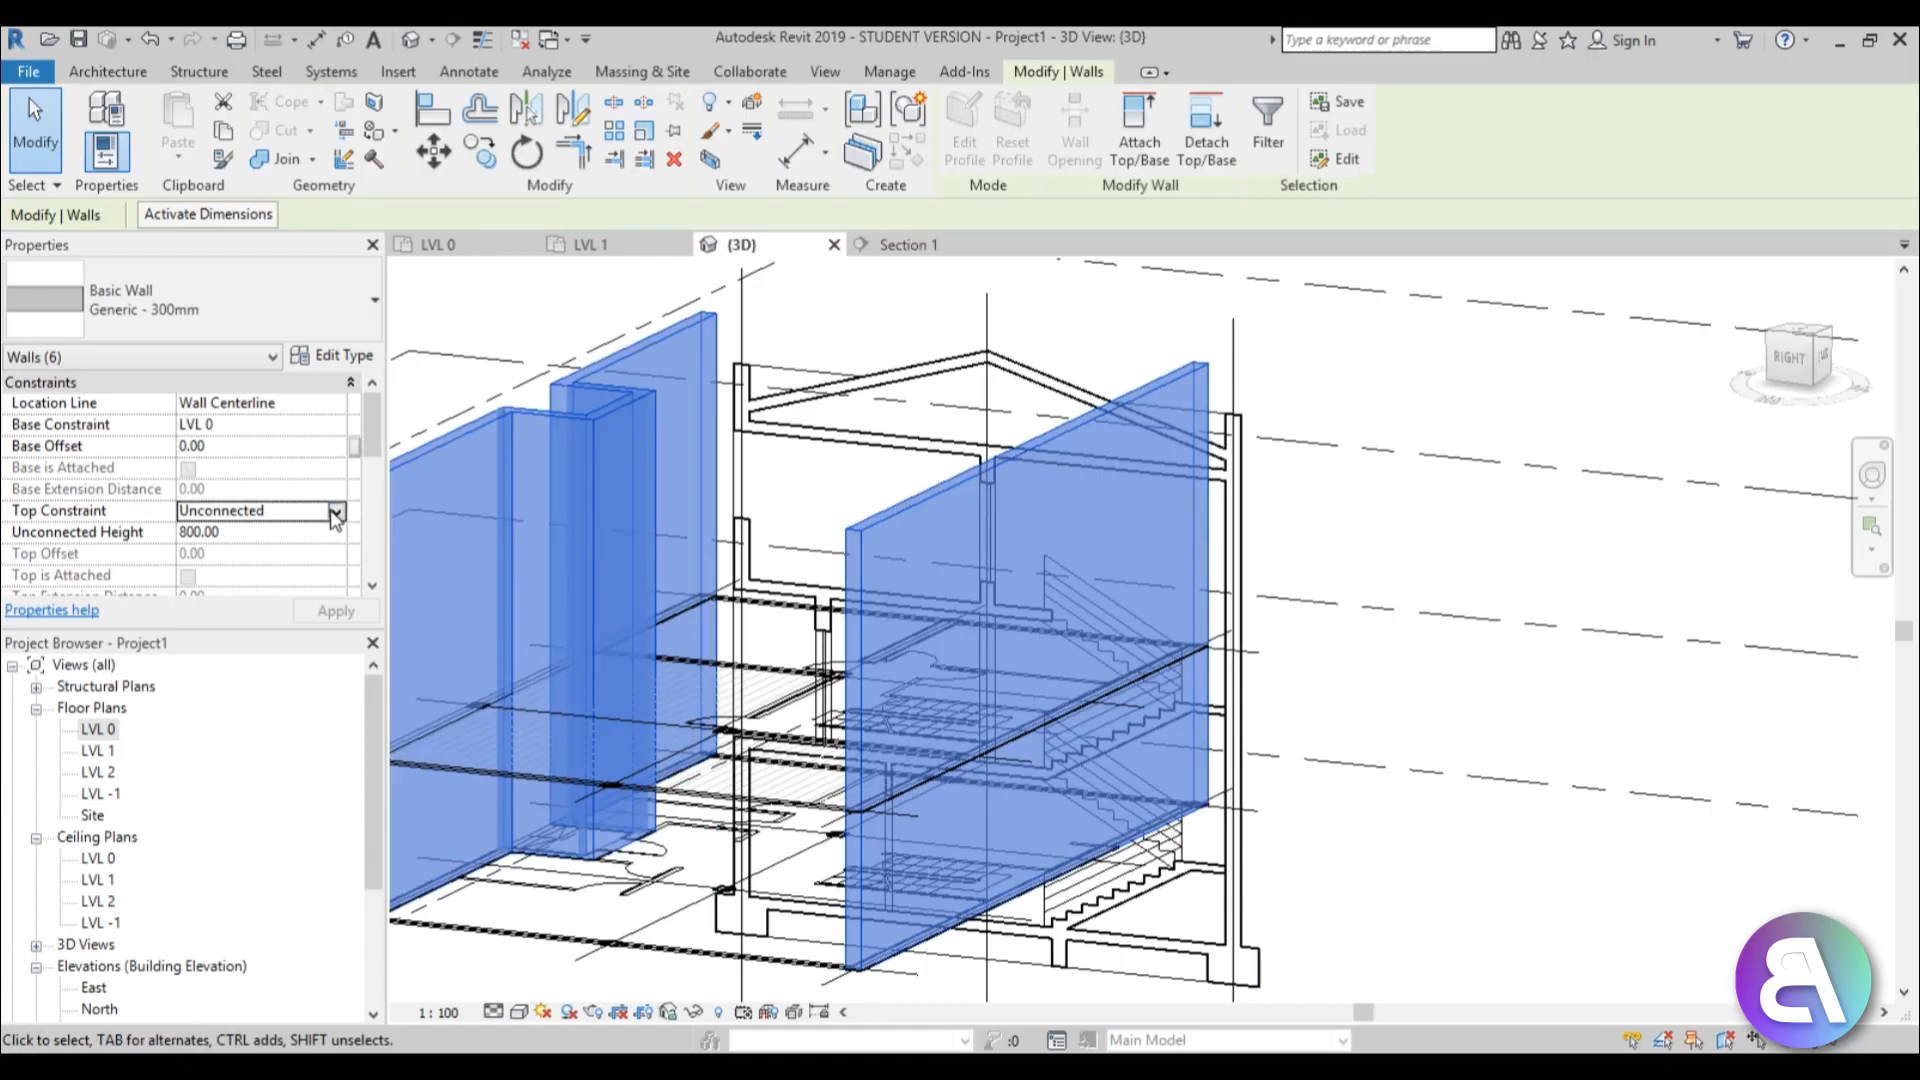 Autodesk Revit 2019 - STUDENT VERSION - Project1 - 3D View: {3D}
Type a keyword or phrase
Sign In
File Architecture Structure Steel Systems Insert Annotate Analyze Massing & Site Collaborate View Manage Add-Ins Modify | Walls
Modify
Paste
Cope
Cut
Join
Edit Profile
Reset Profile
Wall Opening
Attach Top/Base
Detach Top/Base
Filter
Save
Load
Edit
Select Properties Clipboard Geometry Modify View Measure Create Mode Modify Wall Selection
Modify | Walls Activate Dimensions
Properties
LVL 0 LVL 1 {3D} Section 1
Basic Wall
Generic - 300mm
Walls (6) Edit Type
Constraints
Location Line Wall Centerline
Base Constraint LVL 0
Base Offset 0.00
Base is Attached
Base Extension Distance 0.00
Top Constraint Unconnected
Unconnected Height 800.00
Top Offset 0.00
Top is Attached
Top Extension Distance 0.00
Properties help Apply
RIGHT
Project Browser - Project1
Views (all)
Structural Plans
Floor Plans
LVL 0
LVL 1
LVL 2
LVL -1
Site
Ceiling Plans
LVL 0
LVL 1
LVL 2
LVL -1
3D Views
Elevations (Building Elevation)
East
North
1 : 100
Click to select, TAB for alternates, CTRL adds, SHIFT unselects.
:0
Main Model